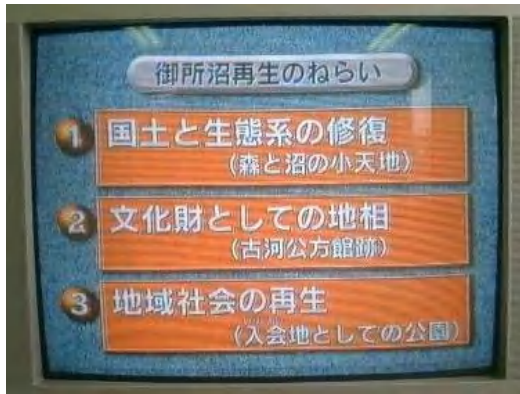 御所沼再生のねらい
1 国土と生態系の修復
(森と沼の小天地)
2 文化財としての地相
(古河公方館跡)
3 地域社会の再生
(入会地としての公園)